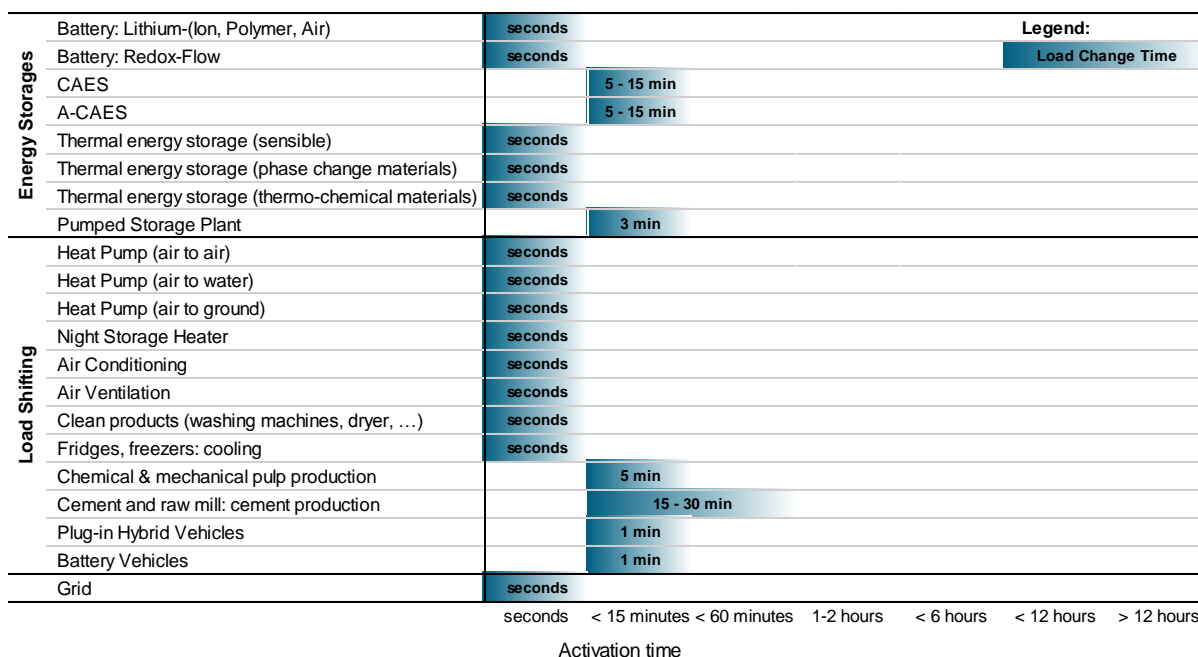 Energy Storages
Battery: Lithium-(Ion, Polymer, Air) seconds Legend:
Battery: Redox-Flow seconds Load Change Time
CAES 5 - 15 min
A-CAES 5 - 15 min
Thermal energy storage (sensible) seconds
Thermal energy storage (phase change materials) seconds
Thermal energy storage (thermo-chemical materials) seconds
Pumped Storage Plant 3 min
Load Shifting
Heat Pump (air to air) seconds
Heat Pump (air to water) seconds
Heat Pump (air to ground) seconds
Night Storage Heater seconds
Air Conditioning seconds
Air Ventilation seconds
Clean products (washing machines, dryer, …) seconds
Fridges, freezers: cooling seconds
Chemical & mechanical pulp production 5 min
Cement and raw mill: cement production 15 - 30 min
Plug-in Hybrid Vehicles 1 min
Battery Vehicles 1 min
Grid seconds
seconds < 15 minutes < 60 minutes 1-2 hours < 6 hours < 12 hours > 12 hours
Activation time